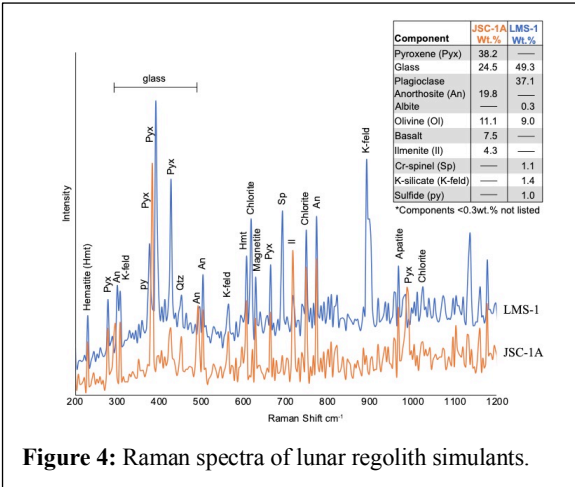 JSC-1A LMS-1
Component Wt.% Wt.%
Pyroxene (Pyx) 38.2 —
Glass 24.5 49.3
Plagioclase 37.1
Anorthosite (An) 19.8 —
Albite — 0.3
Olivine (Ol) 11.1 9.0
Basalt 7.5 —
Ilmenite (Il) 4.3 —
Cr-spinel (Sp) — 1.1
K-silicate (K-feld) — 1.4
Sulfide (py) — 1.0
*Components <0.3wt.% not listed
glass
Intensity
Hematite (Hmt)
Pyx
An
K-feld
py
Pyx
Pyx
Pyx
Qtz
An
An
K-feld
Hmt
Chlorite
Magnetite
Pyx
Sp
Il
Chlorite
An
K-feld
Apatite
Pyx
Chlorite
LMS-1
JSC-1A
200 300 400 500 600 700 800 900 1000 1100 1200
Raman Shift cm⁻¹
Figure 4: Raman spectra of lunar regolith simulants.